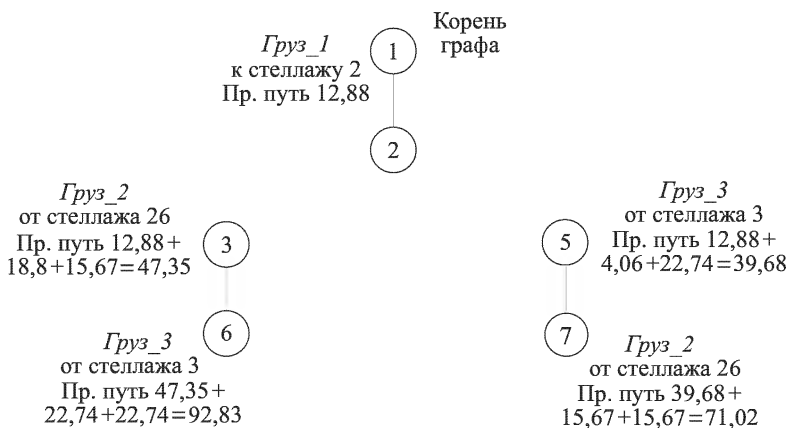 Груз_1
к стеллажу 2
Пр. путь 12,88
1
Корень
графа
2
Груз_2
от стеллажа 26
Пр. путь 12,88+
18,8+15,67=47,35
3
5
Груз_3
от стеллажа 3
Пр. путь 12,88+
4,06+22,74=39,68
Груз_3
от стеллажа 3
Пр. путь 47,35+
22,74+22,74=92,83
6
7
Груз_2
от стеллажа 26
Пр. путь 39,68+
15,67+15,67=71,02